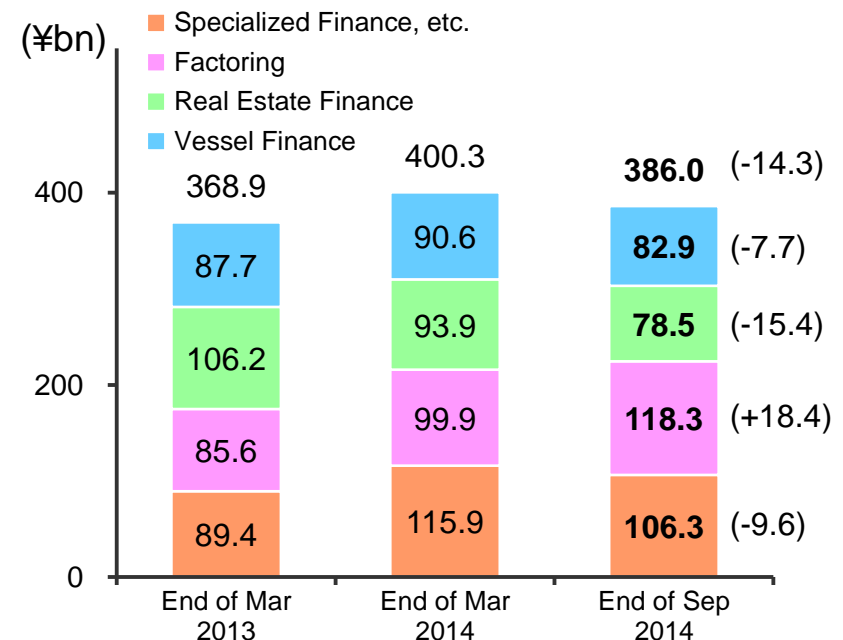 (¥bn)
Specialized Finance, etc.
Factoring
Real Estate Finance
Vessel Finance
400
200
0
368.9
87.7
106.2
85.6
89.4
400.3
90.6
93.9
99.9
115.9
386.0 (-14.3)
82.9 (-7.7)
78.5 (-15.4)
118.3 (+18.4)
106.3 (-9.6)
End of Mar
2013
End of Mar
2014
End of Sep
2014